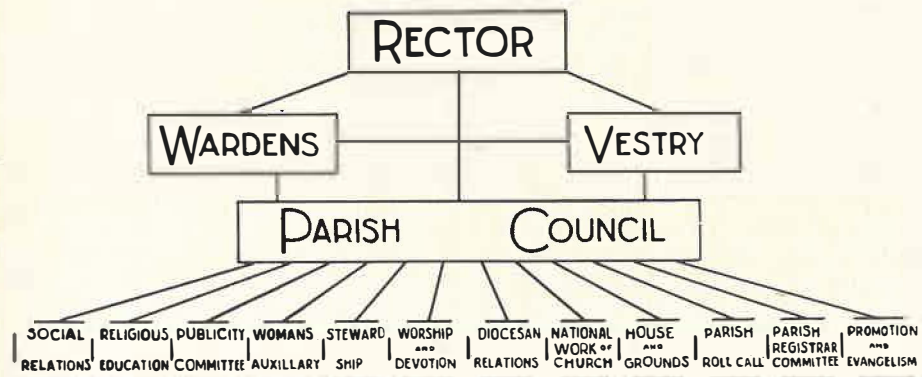 RECTOR
WARDENS
VESTRY
PARISH COUNCIL
SOCIAL
RELATIONS
RELIGIOUS
EDUCATION
PUBLICITY
COMMITTEE
WOMANS
AUXILLARY
STEWARD
SHIP
WORSHIP
AND
DEVOTION
DIOCESAN
RELATIONS
NATIONAL
WORK OF
CHURCH
HOUSE
AND
GROUNDS
PARISH
ROLL CALL
PARISH
REGISTRAR
COMMITTEE
PROMOTION
AND
EVANGELISM